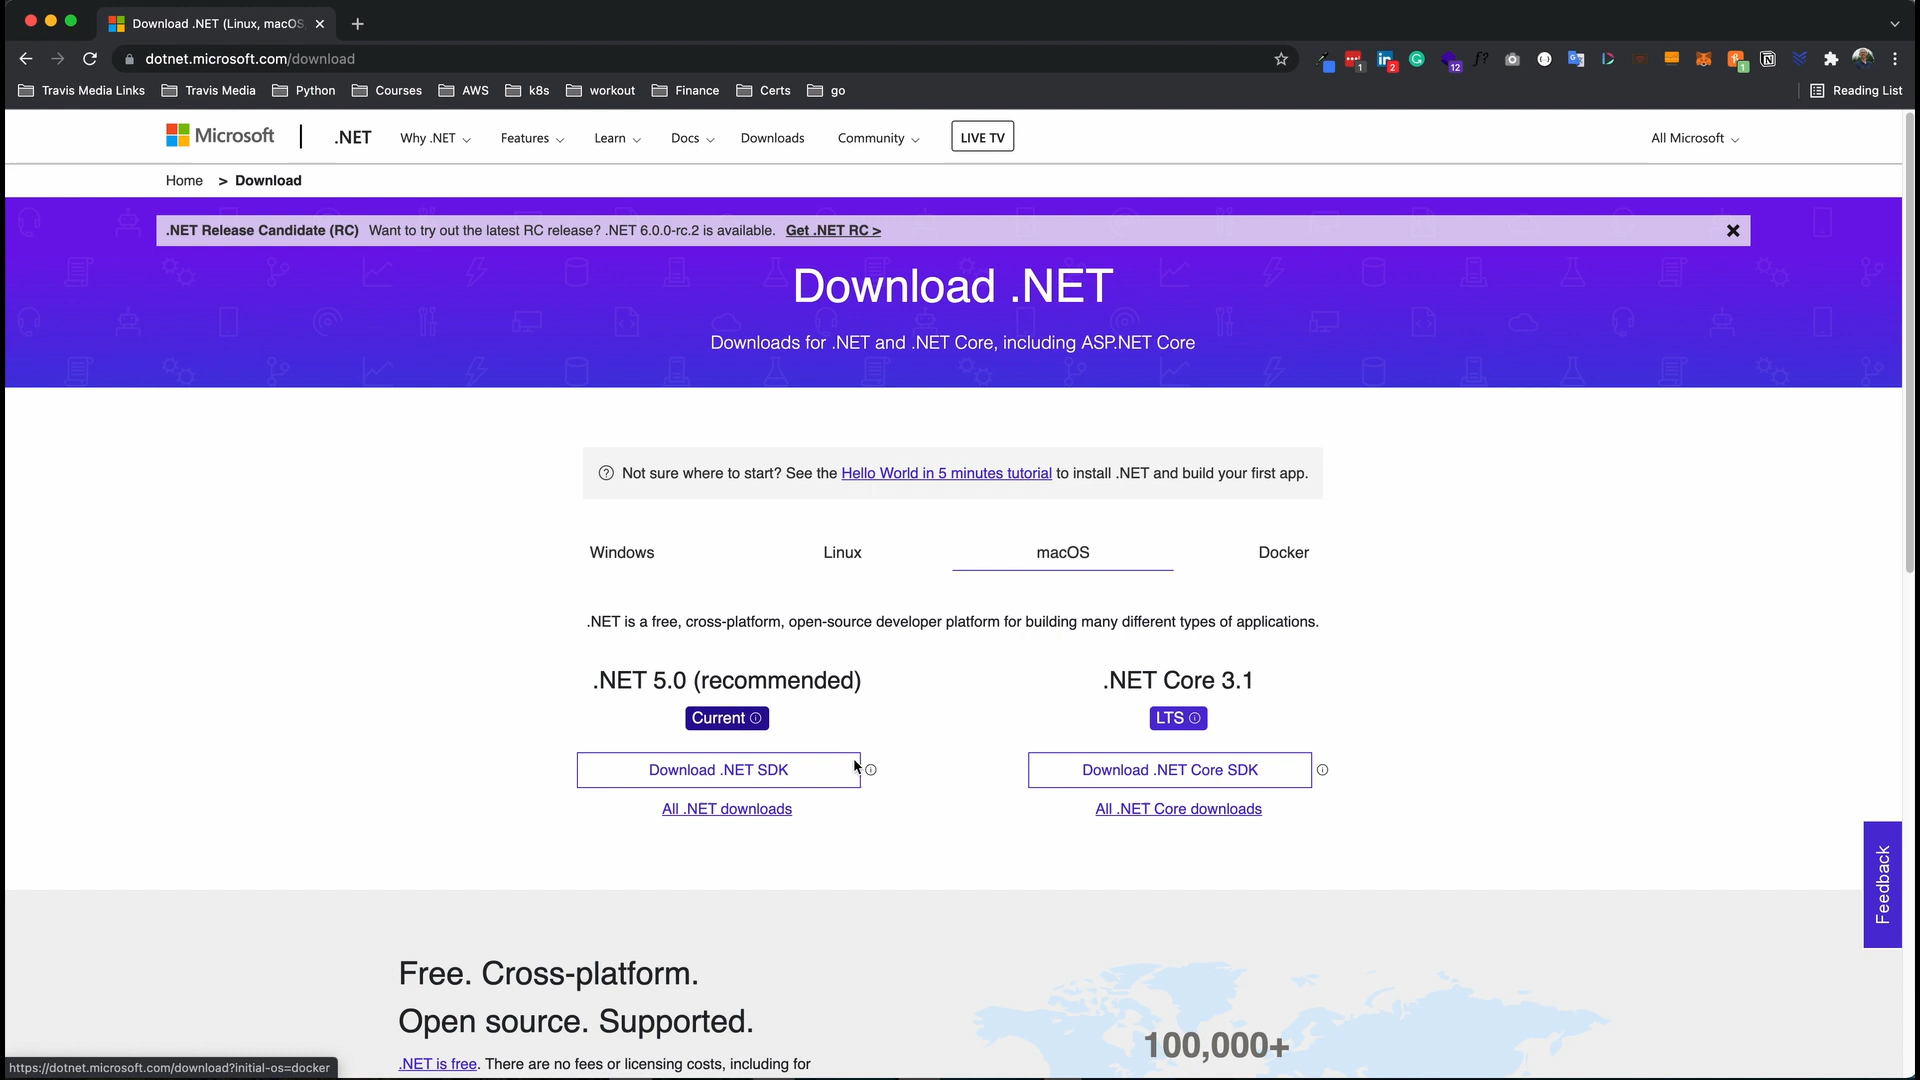 Download .NET (Linux, macOS,
dotnet.microsoft.com/download
1
2
12
f?
1
Travis Media Links
Travis Media
Python
Courses
AWS
k8s
workout
Finance
Certs
go
Reading List
Microsoft
.NET
Why .NET
Features
Learn
Docs
Downloads
Community
LIVE TV
All Microsoft
Home > Download
.NET Release Candidate (RC) Want to try out the latest RC release? .NET 6.0.0-rc.2 is available. Get .NET RC >
Download .NET
Downloads for .NET and .NET Core, including ASP.NET Core
Not sure where to start? See the Hello World in 5 minutes tutorial to install .NET and build your first app.
Windows
Linux
macOS
Docker
.NET is a free, cross-platform, open-source developer platform for building many different types of applications.
.NET 5.0 (recommended)
Current
Download .NET SDK
All .NET downloads
.NET Core 3.1
LTS
Download .NET Core SDK
All .NET Core downloads
Feedback
Free. Cross-platform.
Open source. Supported.
.NET is free. There are no fees or licensing costs, including for
100,000+
https://dotnet.microsoft.com/download?initial-os=docker